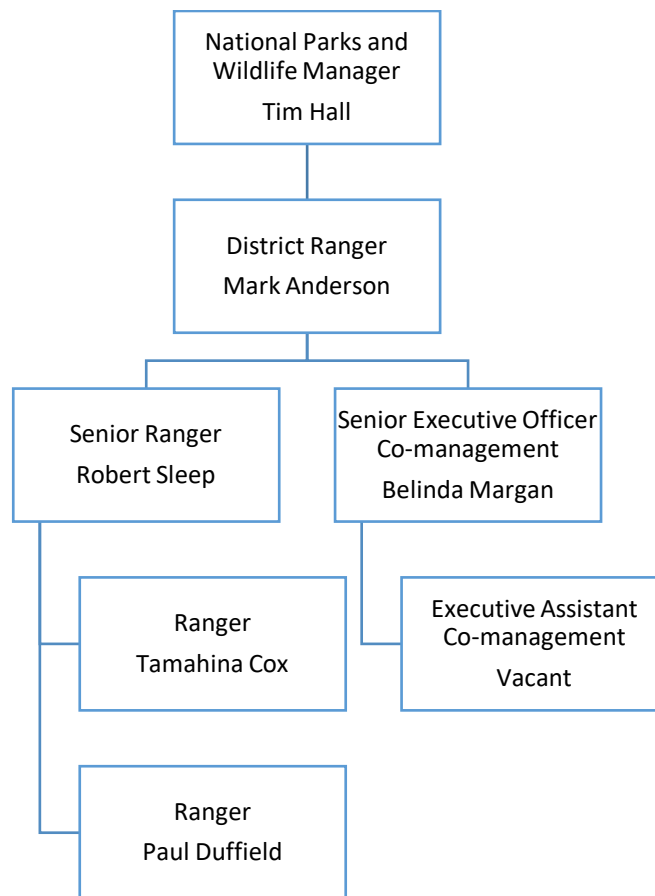 National Parks and
Wildlife Manager
Tim Hall
District Ranger
Mark Anderson
Senior Ranger
Robert Sleep
Senior Executive Officer
Co-management
Belinda Margan
Ranger
Tamahina Cox
Executive Assistant
Co-management
Vacant
Ranger
Paul Duffield